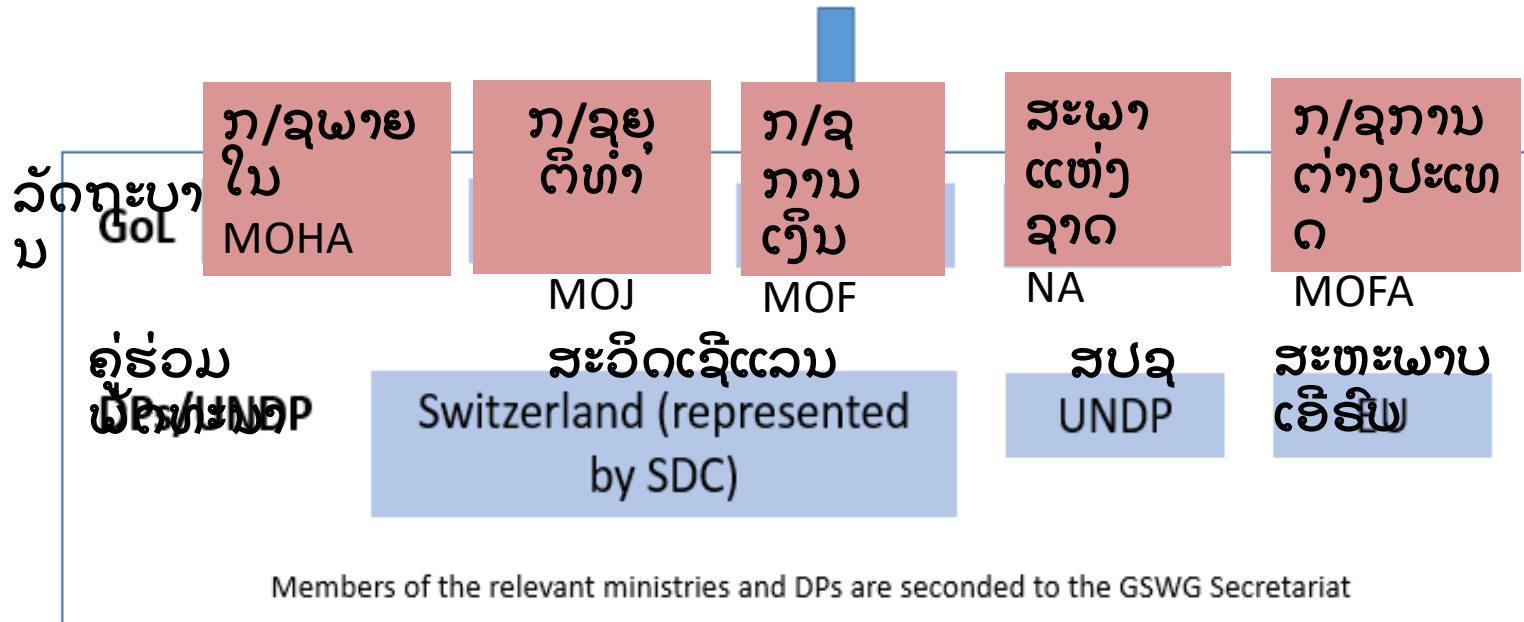 ລັດຖະບາ
ນ
GoL
ກ/ຊພາຍ
ໃນ
MOHA
ກ/ຊຍຸ
ຕິທຳ
MOJ
ກ/ຊ
ການ
ເງິນ
MOF
ສະພາ
ແຫ່ງ
ຊາດ
NA
ກ/ຊການ
ຕ່າງປະເທ
ດ
MOFA
ຄູ່ຮ່ວມ
ພັດທະນາ
DPs/UNDP
ສະວິດເຊີແລນ
Switzerland (represented
by SDC)
ສປຊ
UNDP
ສະຫະພາບ
ເອີຣົບ
EU
Members of the relevant ministries and DPs are seconded to the GSWG Secretariat